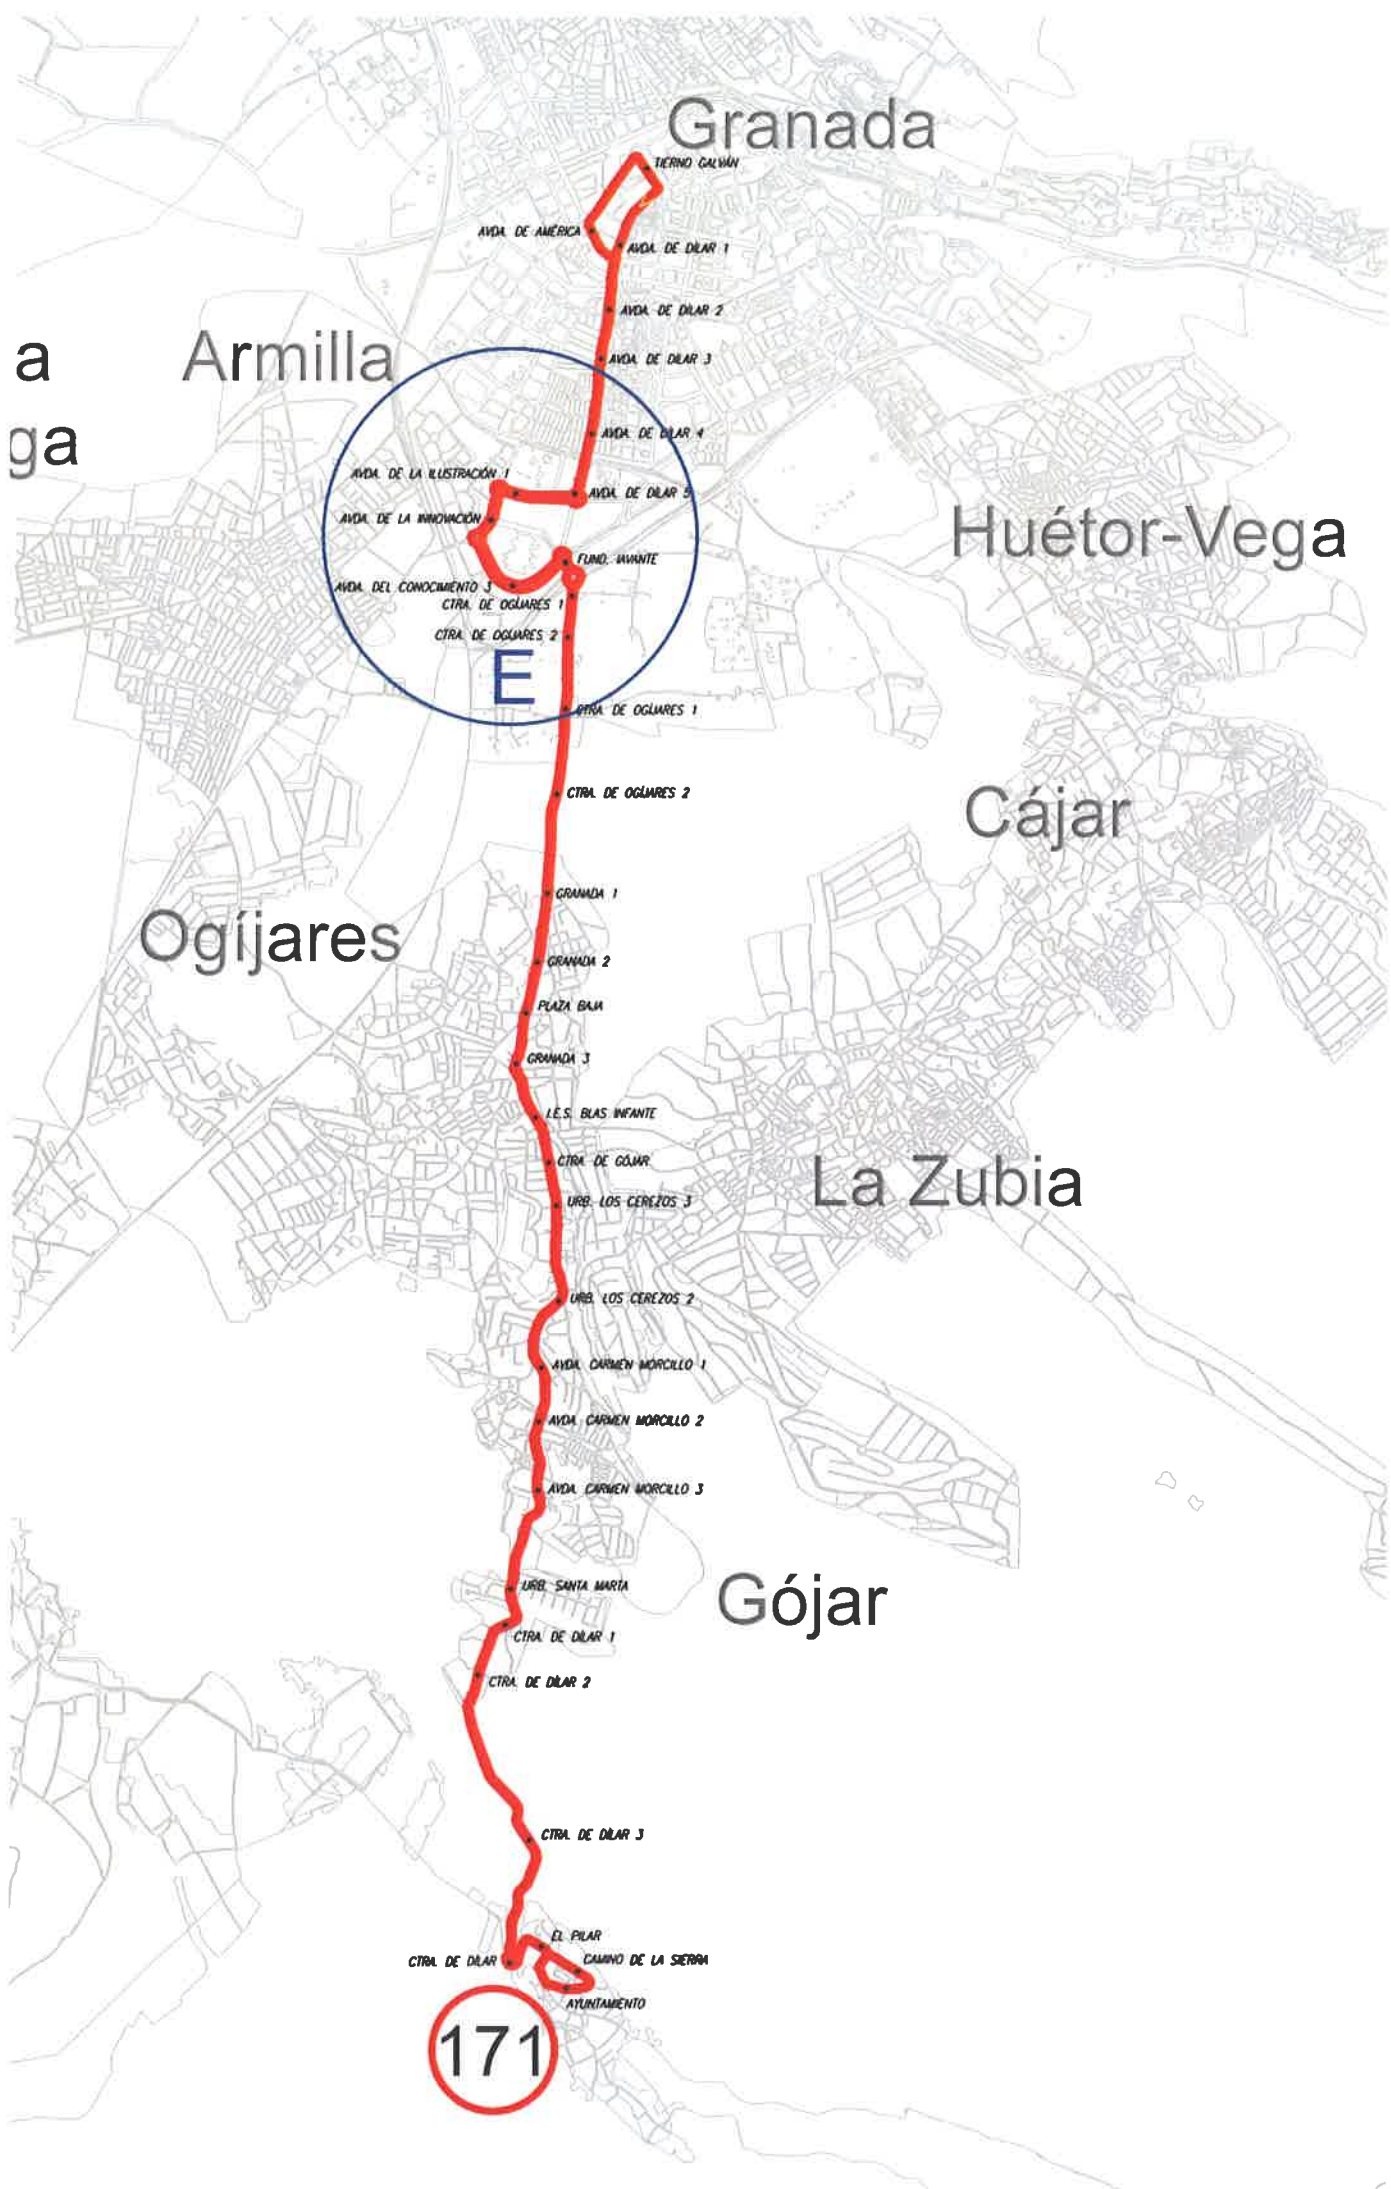 Granada
TIERNO GALVÁN
AVDA. DE AMÉRICA
AVDA. DE DÍLAR 1
AVDA. DE DÍLAR 2
a
Armilla
AVDA. DE DÍLAR 3
ga
AVDA. DE DÍLAR 4
AVDA. DE LA ILUSTRACIÓN 1
AVDA. DE DÍLAR 5
AVDA. DE LA INNOVACIÓN
Huétor-Vega
FUND. IAVANTE
AVDA. DEL CONOCIMIENTO 3
CTRA. DE OGÍJARES 1
CTRA. DE OGÍJARES 2
E
CTRA. DE OGÍJARES 1
CTRA. DE OGÍJARES 2
Cájar
GRANADA 1
Ogíjares
GRANADA 2
PLAZA BAJA
GRANADA 3
I.E.S. BLAS INFANTE
CTRA. DE GÓJAR
La Zubia
URB. LOS CEREZOS 3
URB. LOS CEREZOS 2
AVDA. CARMEN MORCILLO 1
AVDA. CARMEN MORCILLO 2
AVDA. CARMEN MORCILLO 3
URB. SANTA MARTA
Gójar
CTRA. DE DÍLAR 1
CTRA. DE DÍLAR 2
CTRA. DE DÍLAR 3
EL PILAR
CTRA. DE DÍLAR
CAMINO DE LA SIERRA
AYUNTAMIENTO
171